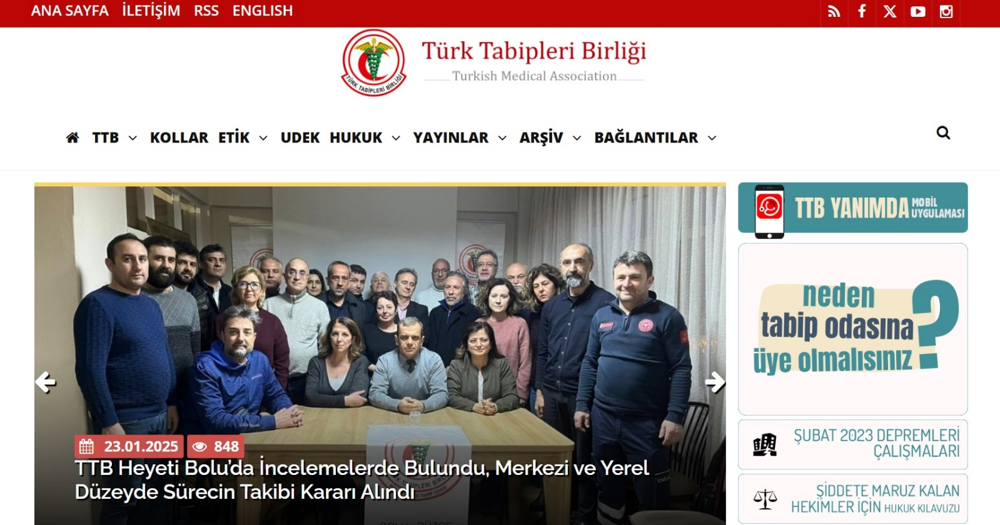 ANA SAYFA İLETİŞİM RSS ENGLISH
TÜRK TABİPLERİ BİRLİĞİ
Türk Tabipleri Birliği
Turkish Medical Association
TTB KOLLAR ETİK UDEK HUKUK YAYINLAR ARŞİV BAĞLANTILAR
TTB YANIMDA MOBİL
UYGULAMASI
neden
tabip odasına
üye olmalısınız?
ŞUBAT 2023 DEPREMLERİ
ÇALIŞMALARI
ŞİDDETE MARUZ KALAN
HEKİMLER İÇİN HUKUK KILAVUZU
23.01.2025 848
TTB Heyeti Bolu’da İncelemelerde Bulundu, Merkezi ve Yerel
Düzeyde Sürecin Takibi Kararı Alındı
BOLU - DÜZCE